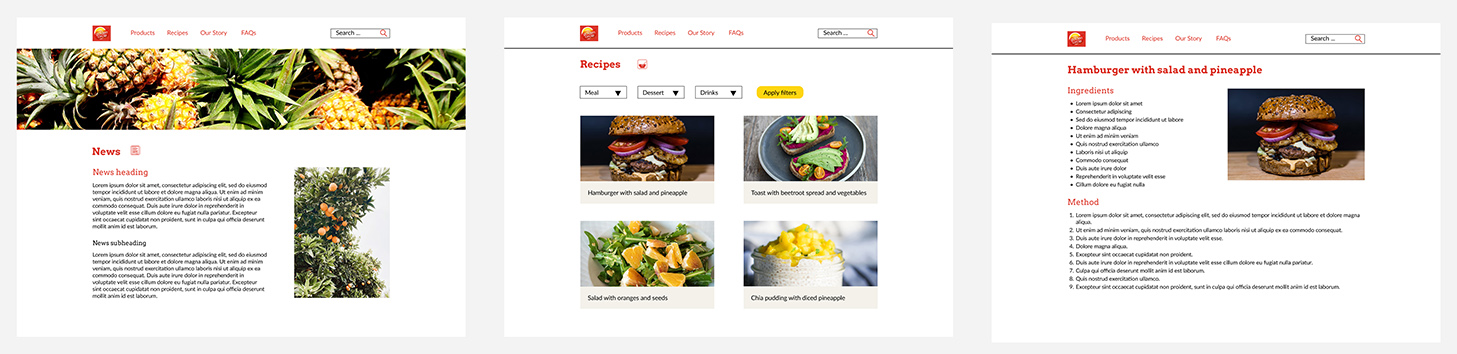 Products Recipes Our Story FAQs Search ...
News
News heading
Lorem ipsum dolor sit amet, consectetur adipiscing elit, sed do eiusmod
tempor incididunt ut labore et dolore magna aliqua. Ut enim ad minim
veniam, quis nostrud exercitation ullamco laboris nisi ut aliquip ex ea
commodo consequat. Duis aute irure dolor in reprehenderit in
voluptate velit esse cillum dolore eu fugiat nulla pariatur. Excepteur
sint occaecat cupidatat non proident, sunt in culpa qui officia deserunt
mollit anim id est laborum.
News subheading
Lorem ipsum dolor sit amet, consectetur adipiscing elit, sed do eiusmod
tempor incididunt ut labore et dolore magna aliqua. Ut enim ad minim
veniam, quis nostrud exercitation ullamco laboris nisi ut aliquip ex ea
commodo consequat. Duis aute irure dolor in reprehenderit in
voluptate velit esse cillum dolore eu fugiat nulla pariatur. Excepteur
sint occaecat cupidatat non proident, sunt in culpa qui officia deserunt
mollit anim id est laborum.
Products Recipes Our Story FAQs Search ...
Recipes
Meal Dessert Drinks Apply filters
Hamburger with salad and pineapple
Toast with beetroot spread and vegetables
Salad with oranges and seeds
Chia pudding with diced pineapple
Products Recipes Our Story FAQs Search ...
Hamburger with salad and pineapple
Ingredients
• Lorem ipsum dolor sit amet
• Consectetur adipiscing
• Sed do eiusmod tempor incididunt ut labore
• Dolore magna aliqua
• Ut enim ad minim veniam
• Quis nostrud exercitation ullamco
• Laboris nisi ut aliquip
• Commodo consequat
• Duis aute irure dolor
• Reprehenderit in voluptate velit esse
• Cillum dolore eu fugiat nulla
Method
1. Lorem ipsum dolor sit amet, consectetur adipiscing elit, sed do eiusmod tempor incididunt ut labore et dolore magna
aliqua.
2. Ut enim ad minim veniam, quis nostrud exercitation ullamco laboris nisi ut aliquip ex ea commodo consequat.
3. Duis aute irure dolor in reprehenderit in voluptate velit esse.
4. Dolore magna aliqua.
5. Excepteur sint occaecat cupidatat non proident.
6. Duis aute irure dolor in reprehenderit in voluptate velit esse cillum dolore eu fugiat nulla pariatur.
7. Culpa qui officia deserunt mollit anim id est laborum.
8. Quis nostrud exercitation ullamco.
9. Excepteur sint occaecat cupidatat non proident, sunt in culpa qui officia deserunt mollit anim id est laborum.